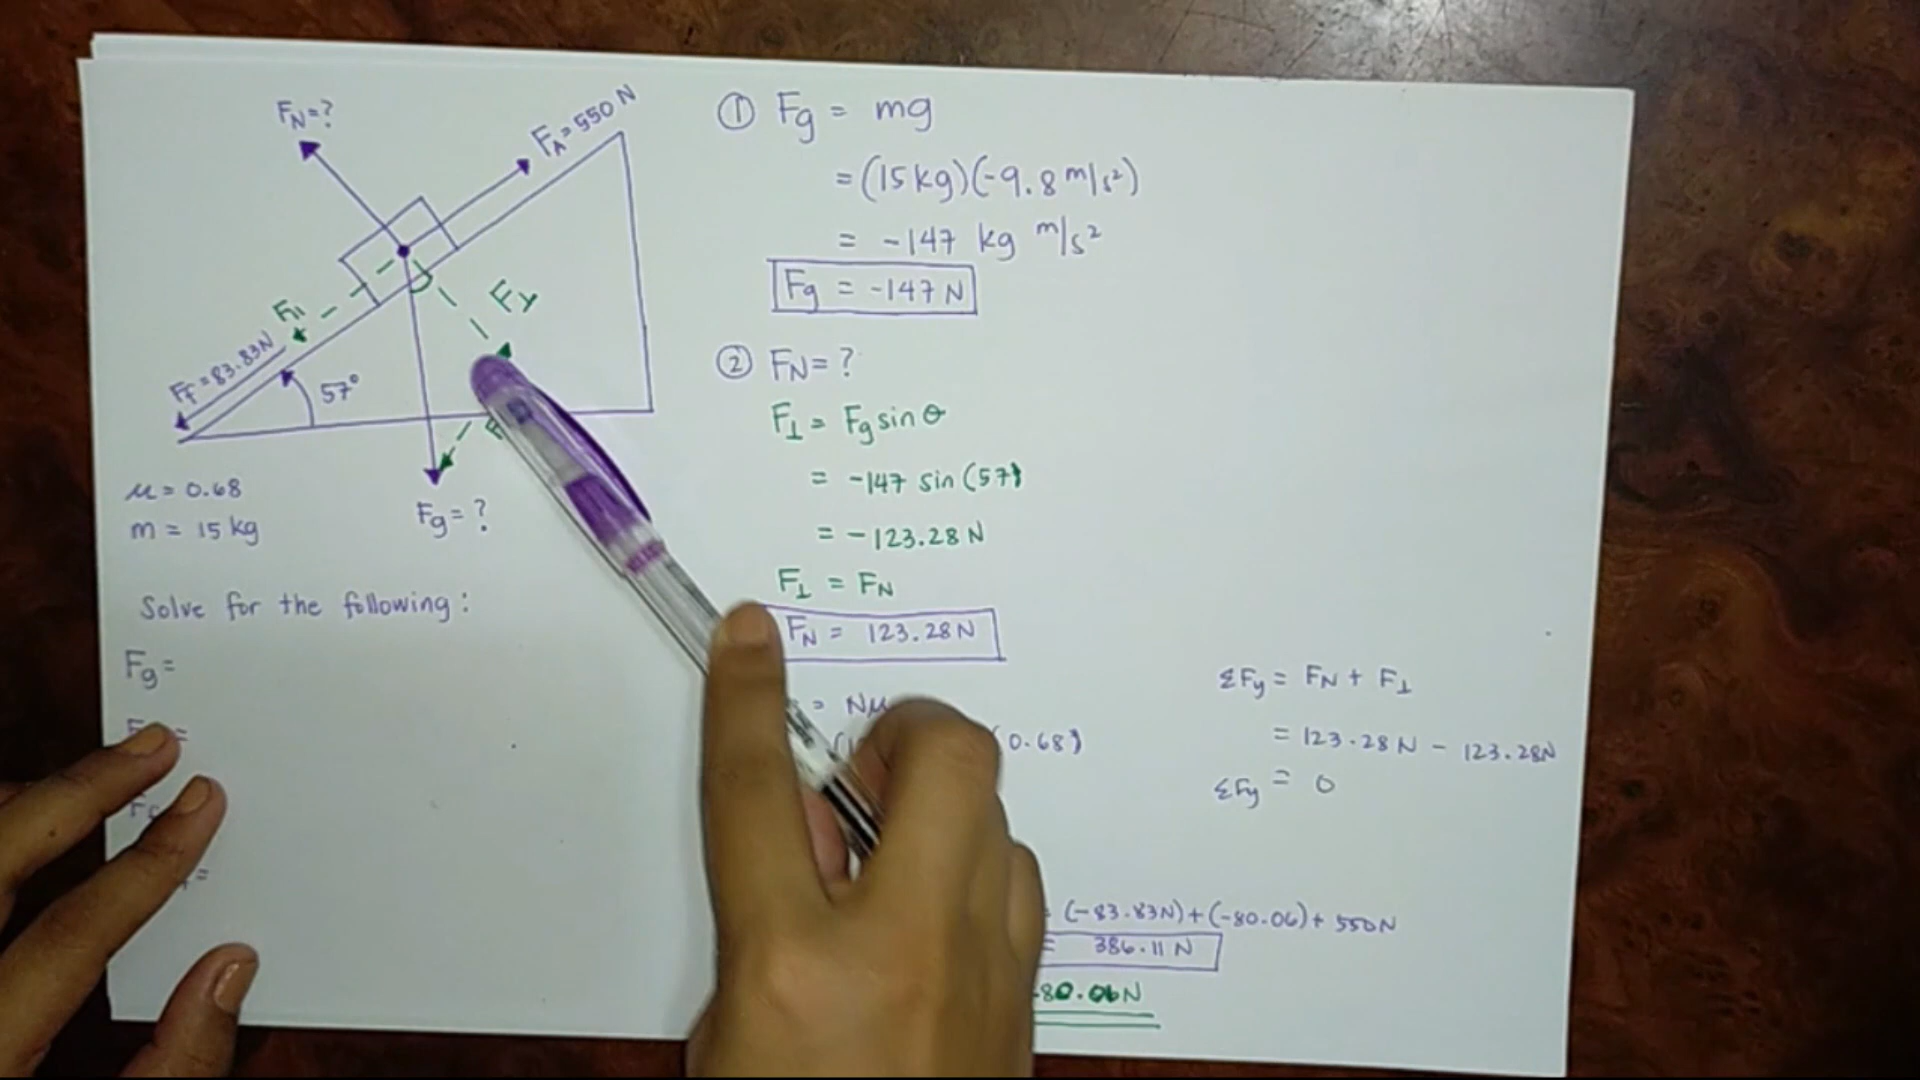 FN=?
FA=550 N
F||
Fy
Ff=83.83N
57°
Fg=?
μ= 0.68
m = 15 kg
Solve for the following:
Fg=
=
=
① Fg = mg
=(15kg)(-9.8 m/s²)
= -147 kg m/s²
Fg = -147 N
② FN=?
F⊥= Fg sin θ
= -147 sin (57)
= -123.28 N
F⊥ = FN
FN = 123.28 N
= Nμ
(0.68)
ΣFy = FN + F⊥
= 123.28 N - 123.28N
ΣFy = 0
= (-83.83N)+(-80.06)+ 550N
= 386.11 N
-80.06N